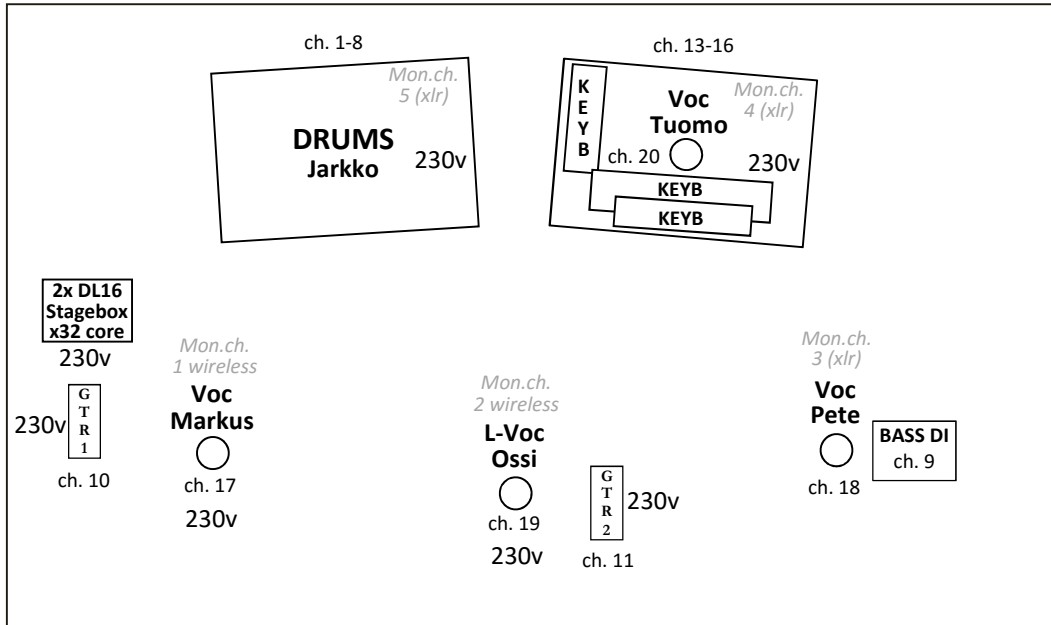 ch. 1-8
Mon.ch.
5 (xlr)
DRUMS
Jarkko
230v
ch. 13-16
K
E
Y
B
Voc
Tuomo
Mon.ch.
4 (xlr)
ch. 20
230v
KEYB
KEYB
2x DL16
Stagebox
x32 core
230v
230v
G
T
R
1
ch. 10
Mon.ch.
1 wireless
Voc
Markus
ch. 17
230v
Mon.ch.
2 wireless
L-Voc
Ossi
ch. 19
230v
G
T
R
2
230v
ch. 11
Mon.ch.
3 (xlr)
Voc
Pete
ch. 18
BASS DI
ch. 9